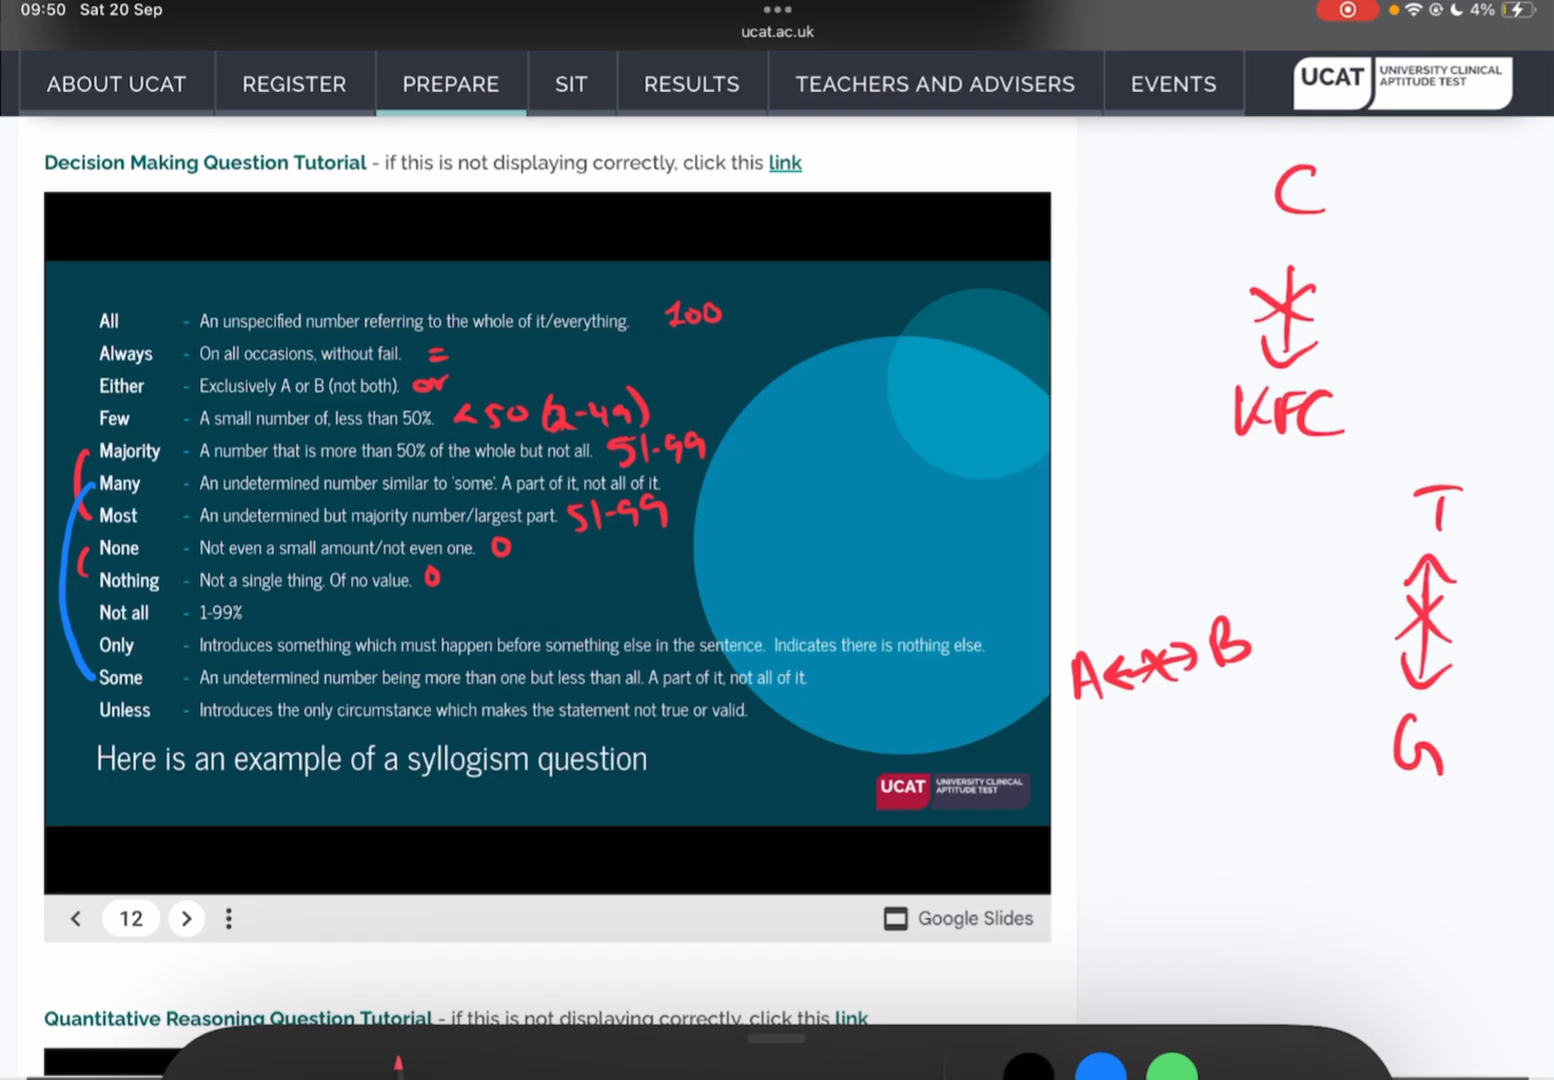 09:50 Sat 20 Sep
4%
ucat.ac.uk
ABOUT UCAT REGISTER PREPARE SIT RESULTS TEACHERS AND ADVISERS EVENTS UCAT UNIVERSITY CLINICAL APTITUDE TEST
Decision Making Question Tutorial - if this is not displaying correctly, click this link
All - An unspecified number referring to the whole of it/everything. 100
Always - On all occasions, without fail. =
Either - Exclusively A or B (not both). or
Few - A small number of, less than 50%. <50 (2-49)
Majority - A number that is more than 50% of the whole but not all. 51-99
Many - An undetermined number similar to 'some'. A part of it, not all of it.
Most - An undetermined but majority number/largest part. 51-99
None - Not even a small amount/not even one. 0
Nothing - Not a single thing. Of no value. 0
Not all - 1-99%
Only - Introduces something which must happen before something else in the sentence. Indicates there is nothing else.
Some - An undetermined number being more than one but less than all. A part of it, not all of it.
Unless - Introduces the only circumstance which makes the statement not true or valid.
Here is an example of a syllogism question
UCAT UNIVERSITY CLINICAL APTITUDE TEST
C
KFC
T
A B
G
12
Google Slides
Quantitative Reasoning Question Tutorial - if this is not displaying correctly, click this link